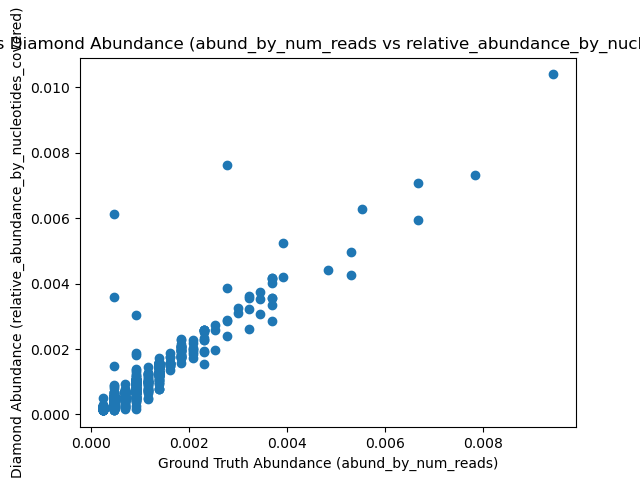 Diamond Abundance (abund_by_num_reads vs relative_abundance_by_
Diamond Abundance (relative_abundance_by_nucleotides_covered)
0.010
0.008
0.006
0.004
0.002
0.000
0.000 0.002 0.004 0.006 0.008
Ground Truth Abundance (abund_by_num_reads)